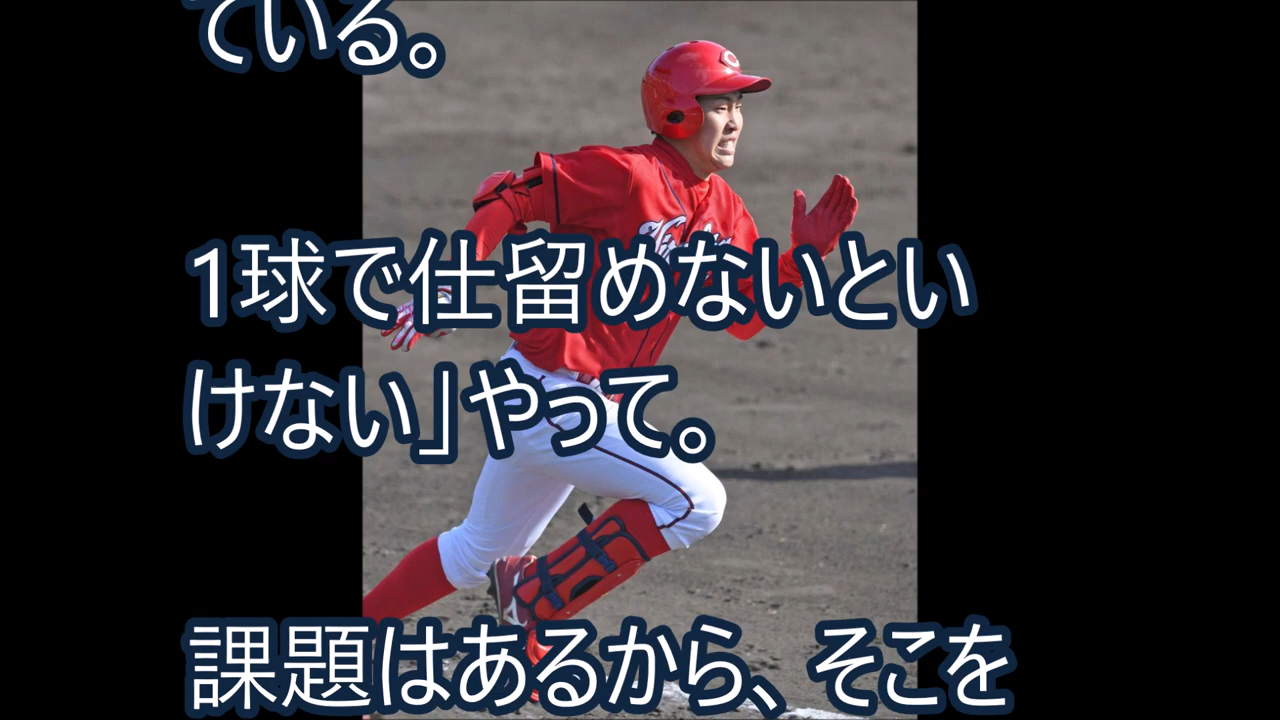 ている。
1球で仕留めないとい
けない」やって。
課題はあるから、そこを
C